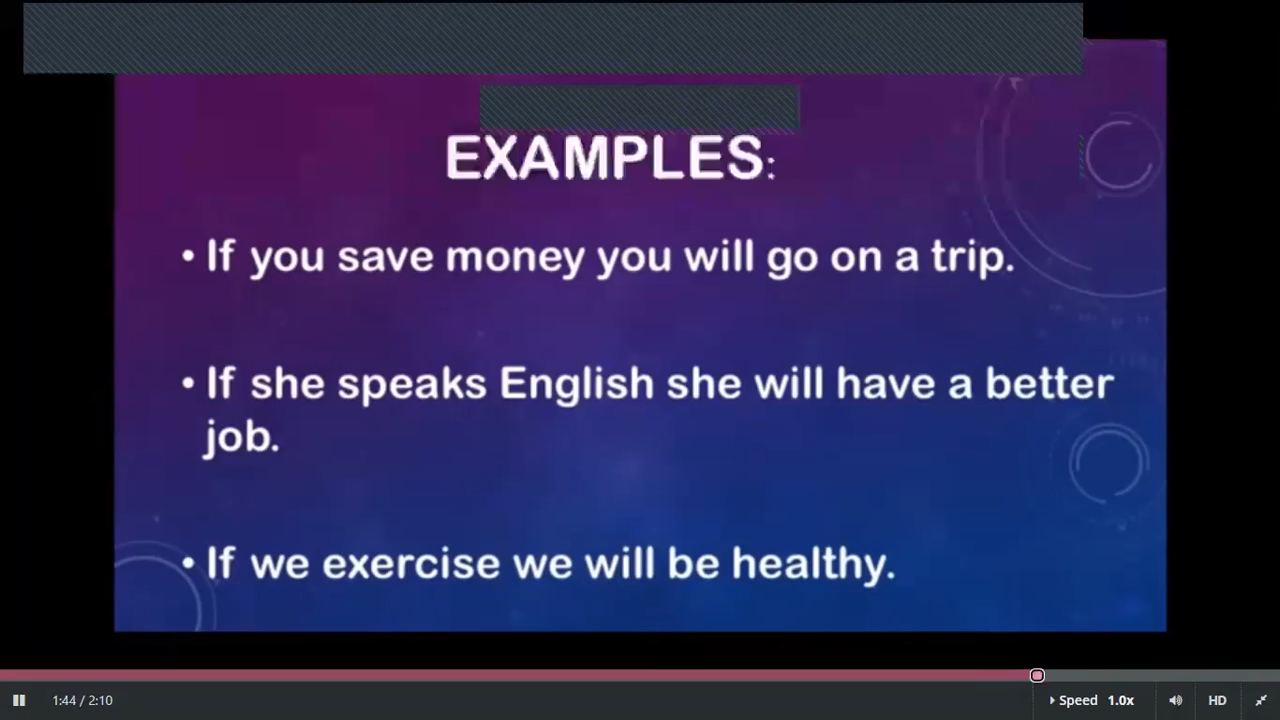 EXAMPLES:
• If you save money you will go on a trip.
• If she speaks English she will have a better
job.
• If we exercise we will be healthy.
1:44 / 2:10
Speed 1.0x
HD